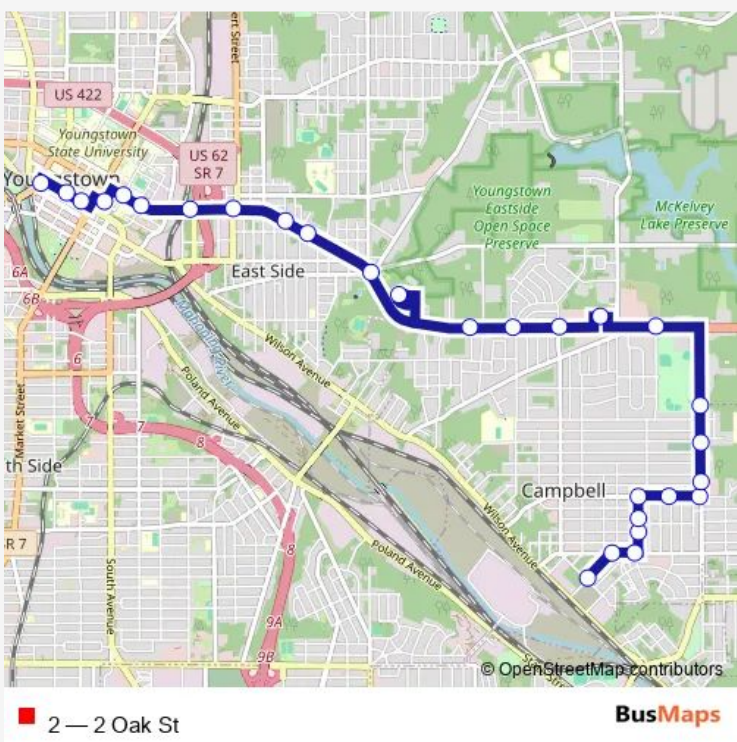 ert Street
US 422
Youngstown
State University
US 62
SR 7
Youngstown
Youngstown
Eastside
Open Space
Preserve
McKelvey
Lake Preserve
6A
East Side
6B
Mahoning River
Wilson Avenue
6
Poland Avenue
Market Street
7
8
th Side
Campbell
Wilson Avenue
R 7
8
Poland Avenue
South Avenue
9A
9B
© OpenStreetMap contributors
2 — 2 Oak St
BusMaps